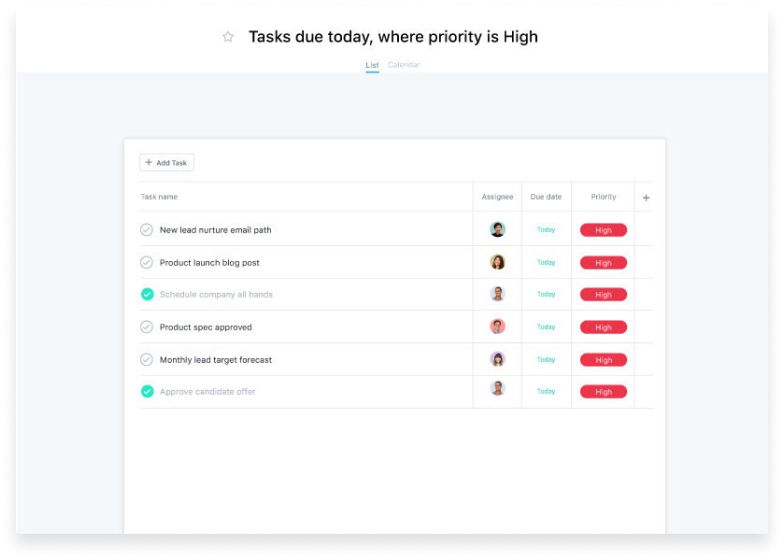 Tasks due today, where priority is High
List Calendar
+ Add Task
Task name Assignee Due date Priority +
New lead nurture email path Today High
Product launch blog post Today High
Schedule company all hands Today High
Product spec approved Today High
Monthly lead target forecast Today High
Approve candidate offer Today High